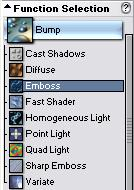 Function Selection
Bump
Cast Shadows
Diffuse
Emboss
Fast Shader
Homogeneous Light
Point Light
Quad Light
Sharp Emboss
Variate